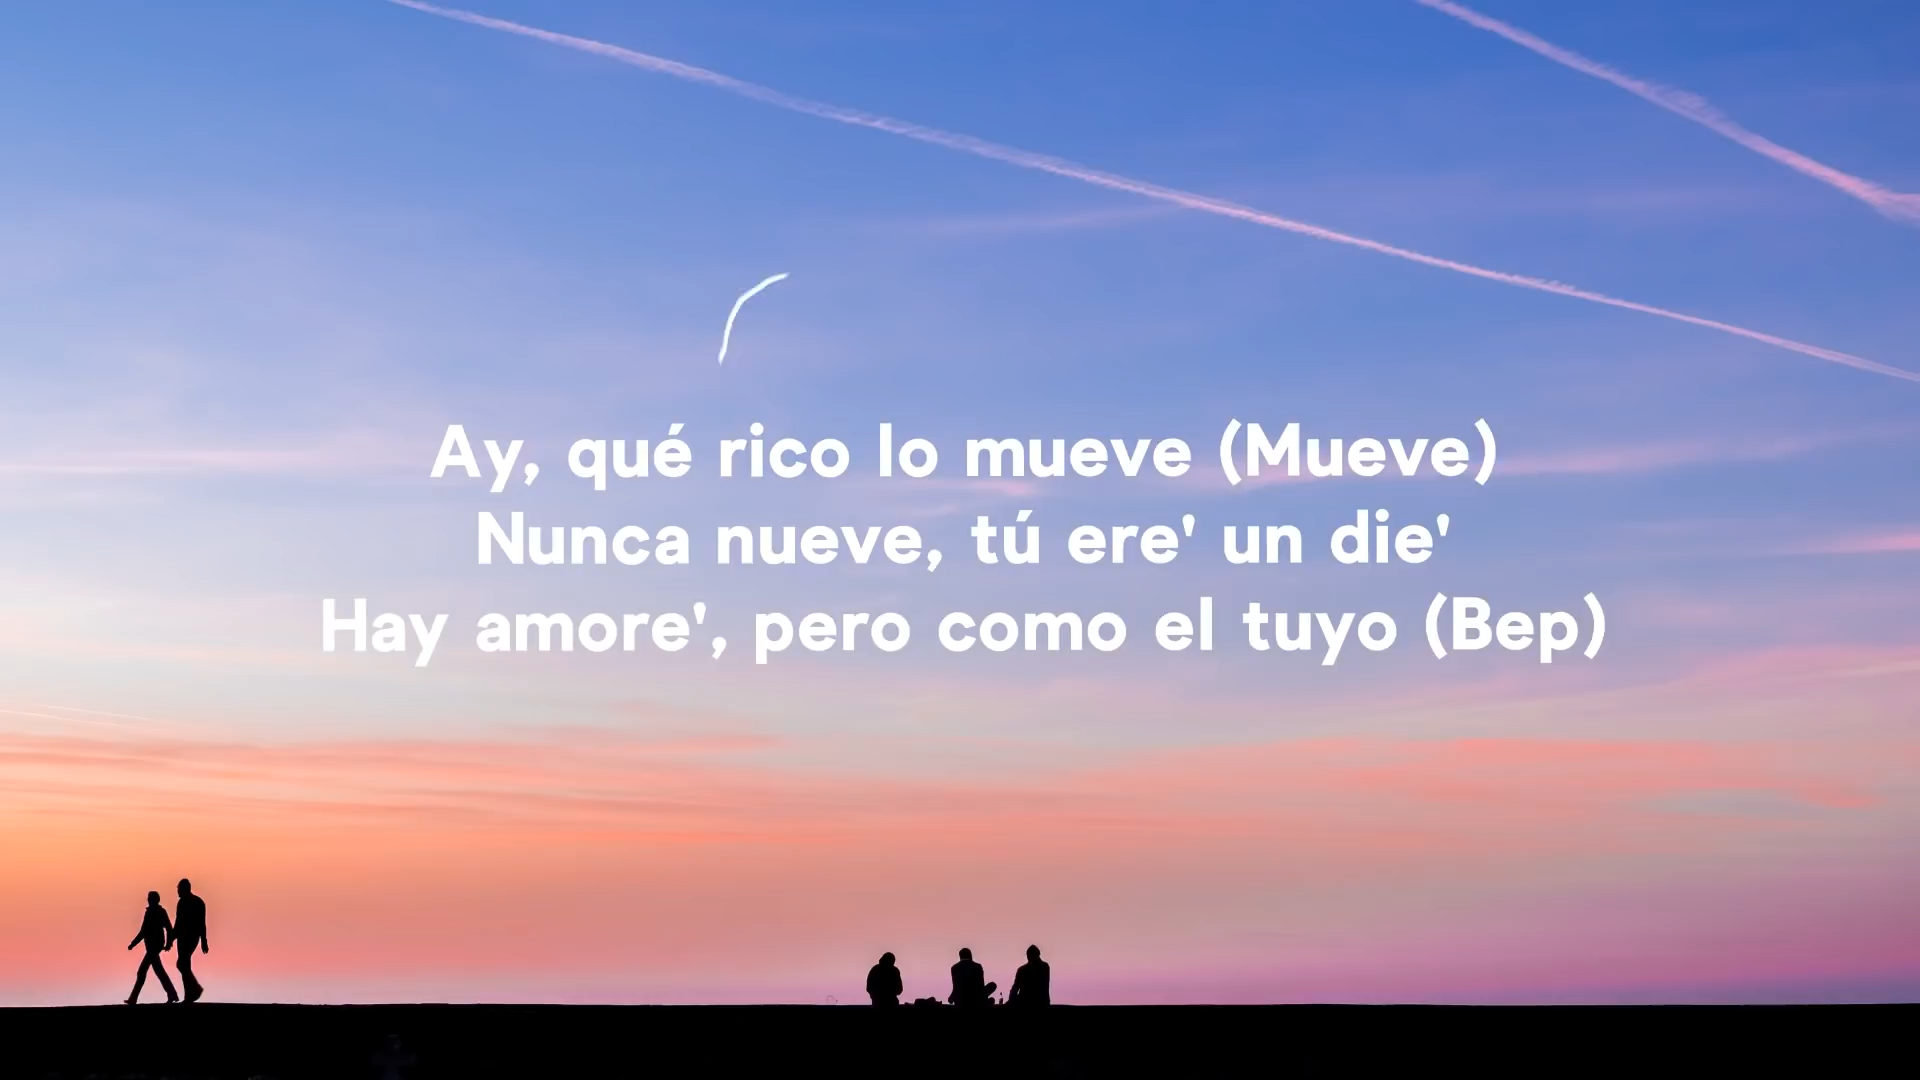 Ay, qué rico lo mueve (Mueve)
Nunca nueve, tú ere' un die'
Hay amore', pero como el tuyo (Bep)